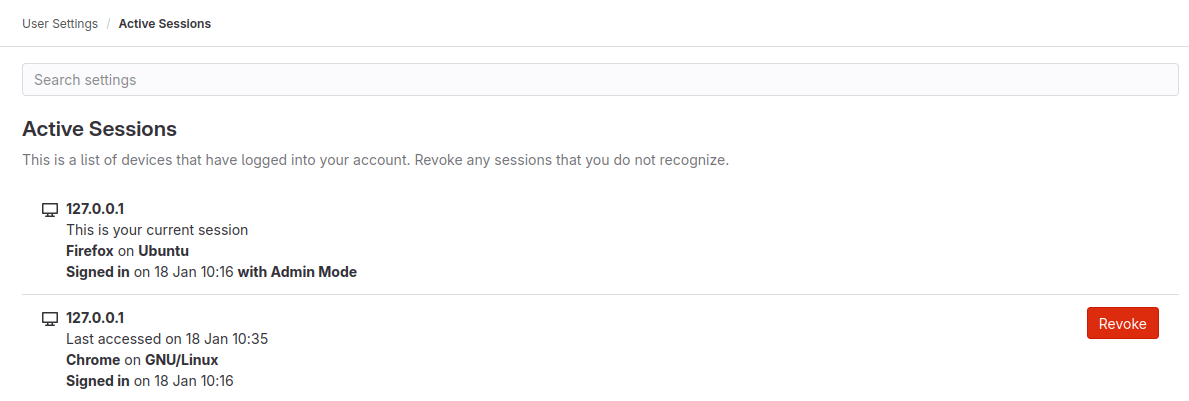 User Settings / Active Sessions
Search settings
Active Sessions
This is a list of devices that have logged into your account. Revoke any sessions that you do not recognize.
127.0.0.1
This is your current session
Firefox on Ubuntu
Signed in on 18 Jan 10:16 with Admin Mode
127.0.0.1
Revoke
Last accessed on 18 Jan 10:35
Chrome on GNU/Linux
Signed in on 18 Jan 10:16